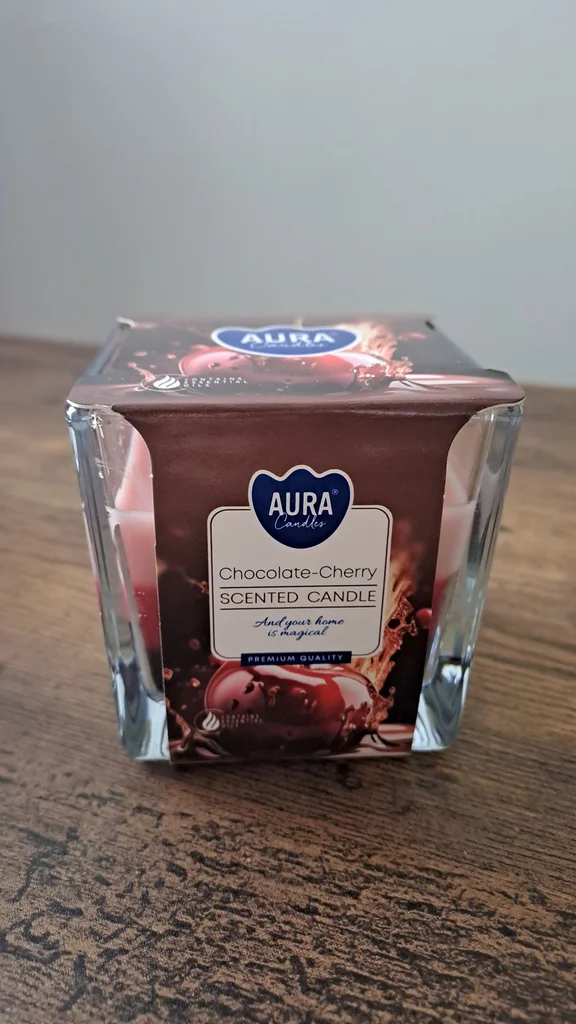 AURA
Candles
AURA®
Candles
Chocolate-Cherry
SCENTED CANDLE
And your home
is magical
PREMIUM QUALITY